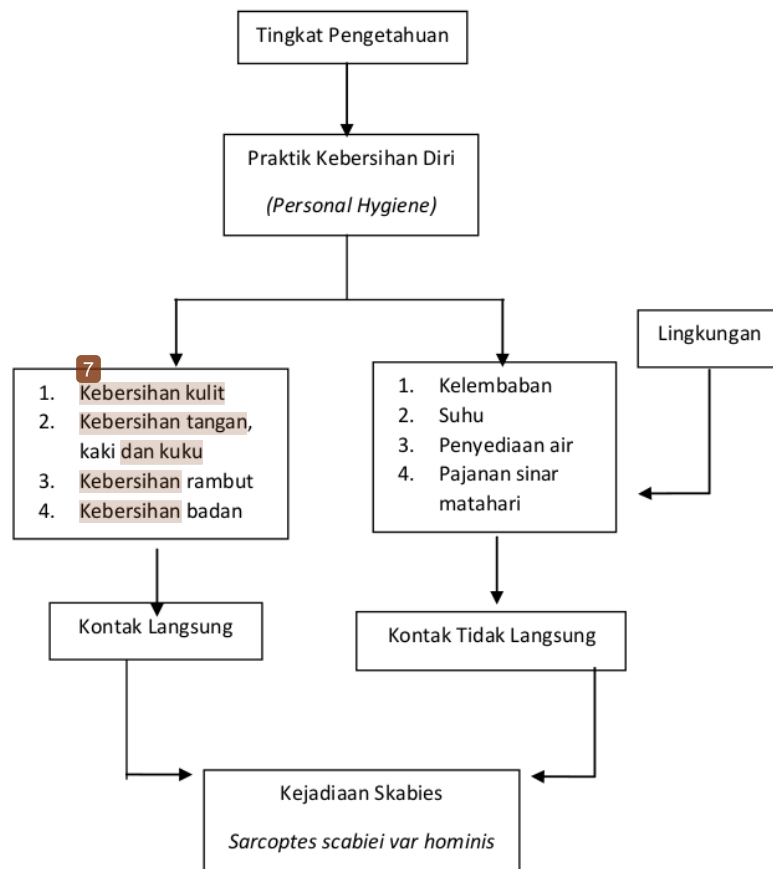 Tingkat Pengetahuan
Praktik Kebersihan Diri
(Personal Hygiene)
Lingkungan
7
1. Kebersihan kulit
2. Kebersihan tangan,
kaki dan kuku
3. Kebersihan rambut
4. Kebersihan badan
1. Kelembaban
2. Suhu
3. Penyediaan air
4. Pajanan sinar
matahari
Kontak Langsung
Kontak Tidak Langsung
Kejadiaan Skabies
Sarcoptes scabiei var hominis